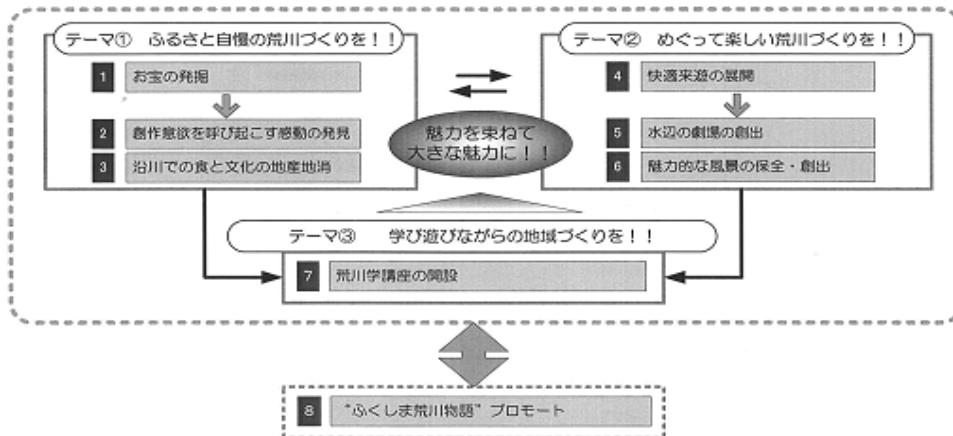 テーマ① ふるさと自慢の荒川づくりを！！
1 お宝の発掘
2 創作意欲を呼び起こす感動の発見
3 沿川での食と文化の地産地消
テーマ② めぐって楽しい荒川づくりを！！
4 快適来遊の展開
5 水辺の劇場の創出
6 魅力的な風景の保全・創出
魅力を束ねて
大きな魅力に！！
テーマ③ 学び遊びながらの地域づくりを！！
7 荒川学講座の開設
8 “ふくしま荒川物語”プロモート